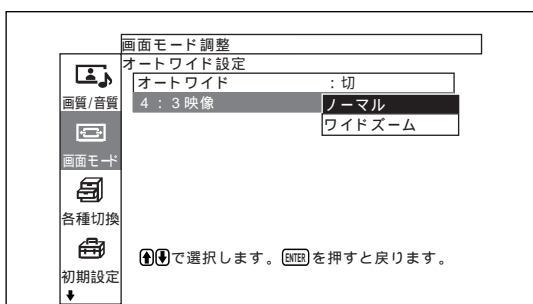 画面モード調整
オートワイド設定
オートワイド :切
4:3映像 ノーマル
ワイドズーム
画質/音質
画面モード
各種切換
初期設定
で選択します。ENTERを押すと戻ります。